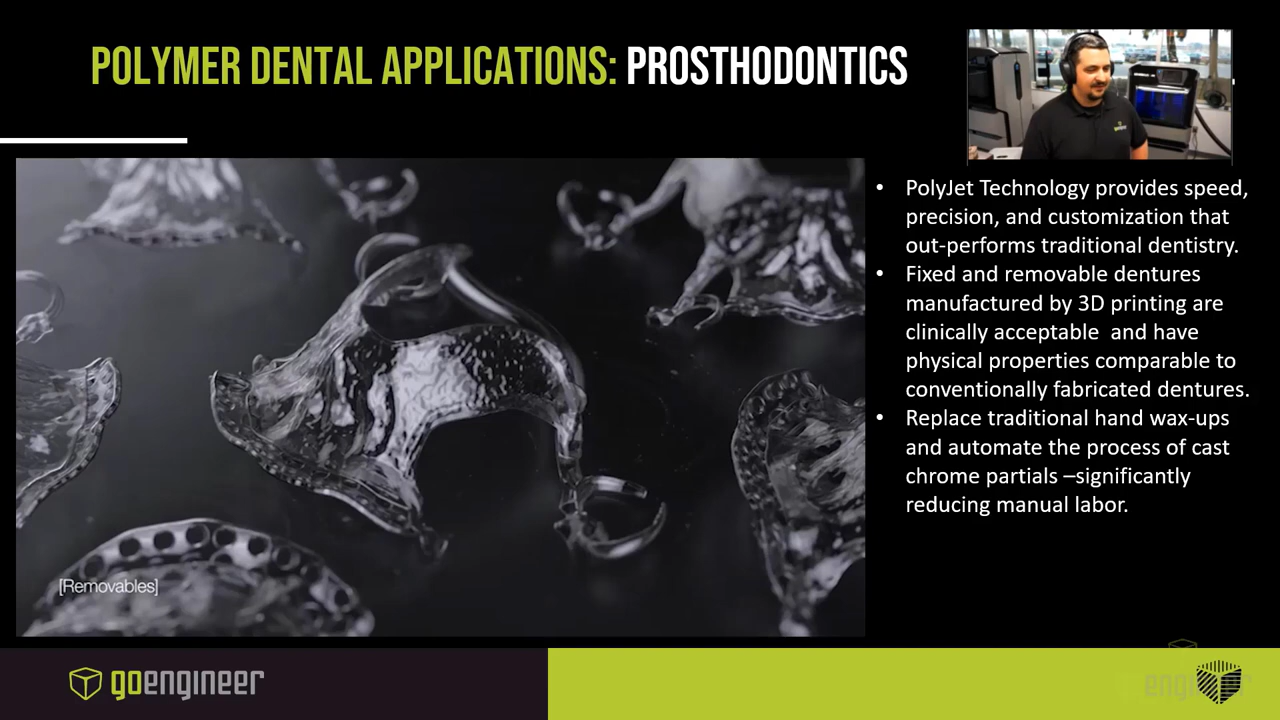 POLYMER DENTAL APPLICATIONS: PROSTHODONTICS
• PolyJet Technology provides speed,
precision, and customization that
out-performs traditional dentistry.
• Fixed and removable dentures
manufactured by 3D printing are
clinically acceptable  and have
physical properties comparable to
conventionally fabricated dentures.
• Replace traditional hand wax-ups
and automate the process of cast
chrome partials –significantly
reducing manual labor.
[Removables]
goengineer